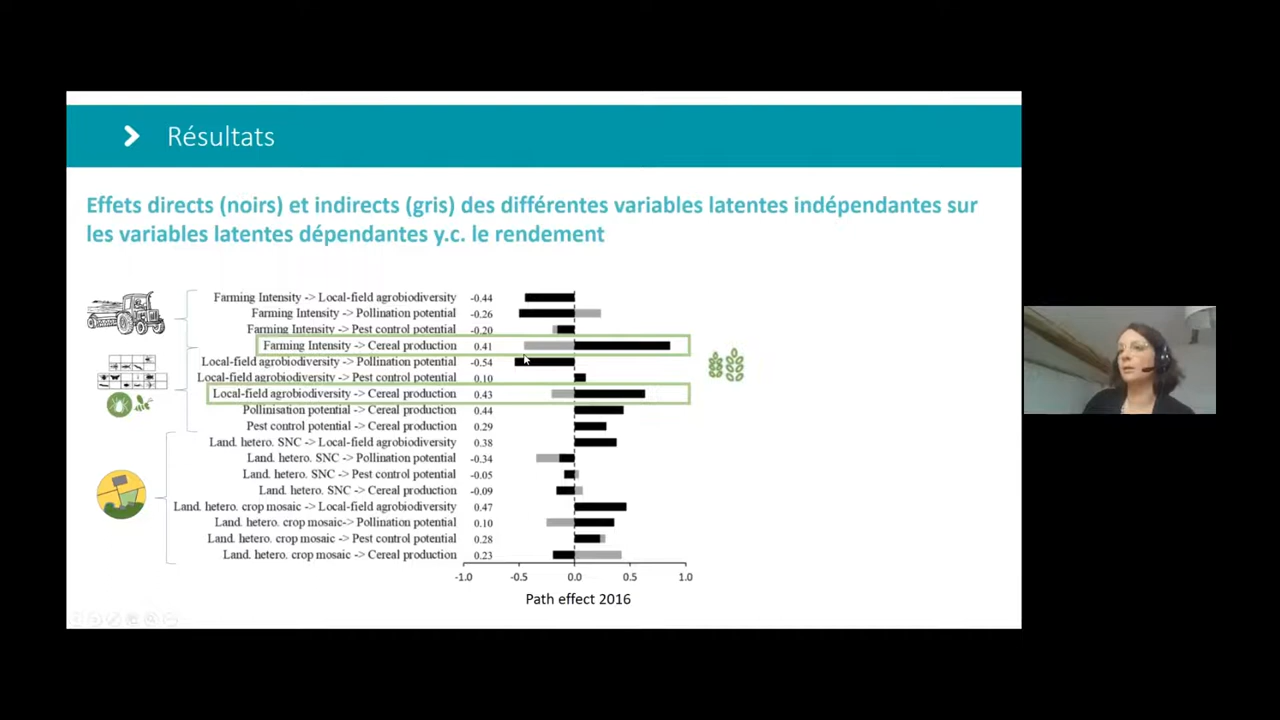 Résultats
Effets directs (noirs) et indirects (gris) des différentes variables latentes indépendantes sur
les variables latentes dépendantes y.c. le rendement
Farming Intensity -> Local-field agrobiodiversity -0.44
Farming Intensity -> Pollination potential -0.26
Farming Intensity -> Pest control potential -0.20
Farming Intensity -> Cereal production 0.41
Local-field agrobiodiversity -> Pollination potential -0.54
Local-field agrobiodiversity -> Pest control potential 0.10
Local-field agrobiodiversity -> Cereal production 0.43
Pollinisation potential -> Cereal production 0.44
Pest control potential -> Cereal production 0.29
Land. hetero. SNC -> Local-field agrobiodiversity 0.38
Land. hetero. SNC -> Pollination potential -0.34
Land. hetero. SNC -> Pest control potential -0.05
Land. hetero. SNC -> Cereal production -0.09
Land. hetero. crop mosaic -> Local-field agrobiodiversity 0.47
Land. hetero. crop mosaic-> Pollination potential 0.10
Land. hetero. crop mosaic -> Pest control potential 0.28
Land. hetero. crop mosaic -> Cereal production 0.23
-1.0 -0.5 0.0 0.5 1.0
Path effect 2016